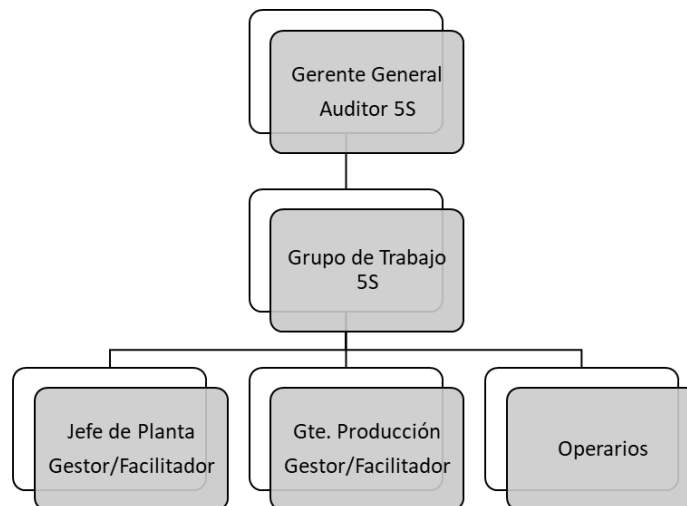 Gerente General
Auditor 5S
Grupo de Trabajo
5S
Jefe de Planta
Gestor/Facilitador
Gte. Producción
Gestor/Facilitador
Operarios